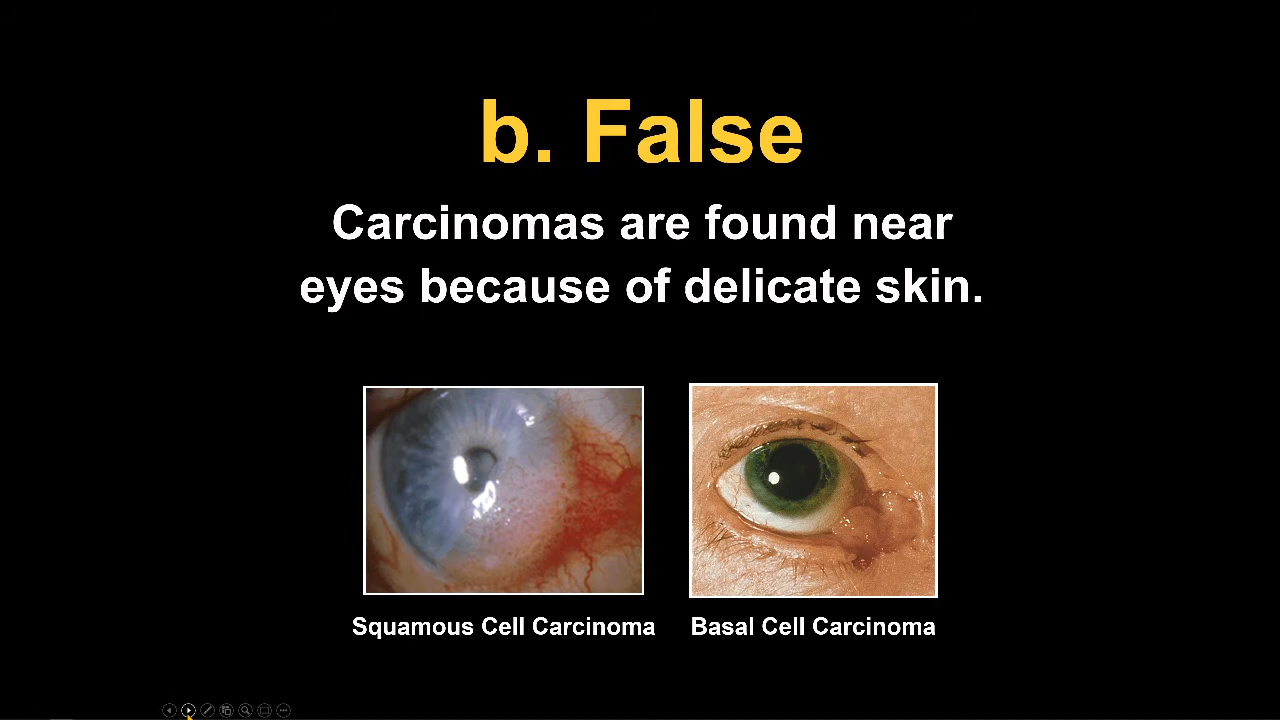 b. False
Carcinomas are found near
eyes because of delicate skin.
Squamous Cell Carcinoma
Basal Cell Carcinoma